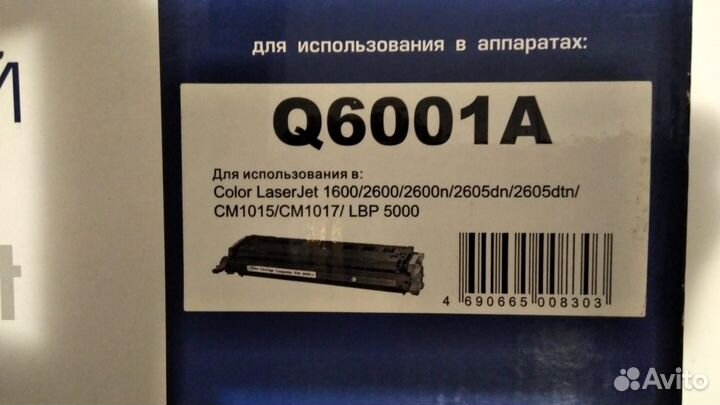 для использования в аппаратах:
Q6001A
Для использования в:
Color LaserJet 1600/2600/2600n/2605dn/2605dtn/
CM1015/CM1017/ LBP 5000
4 690665 008303
Avito